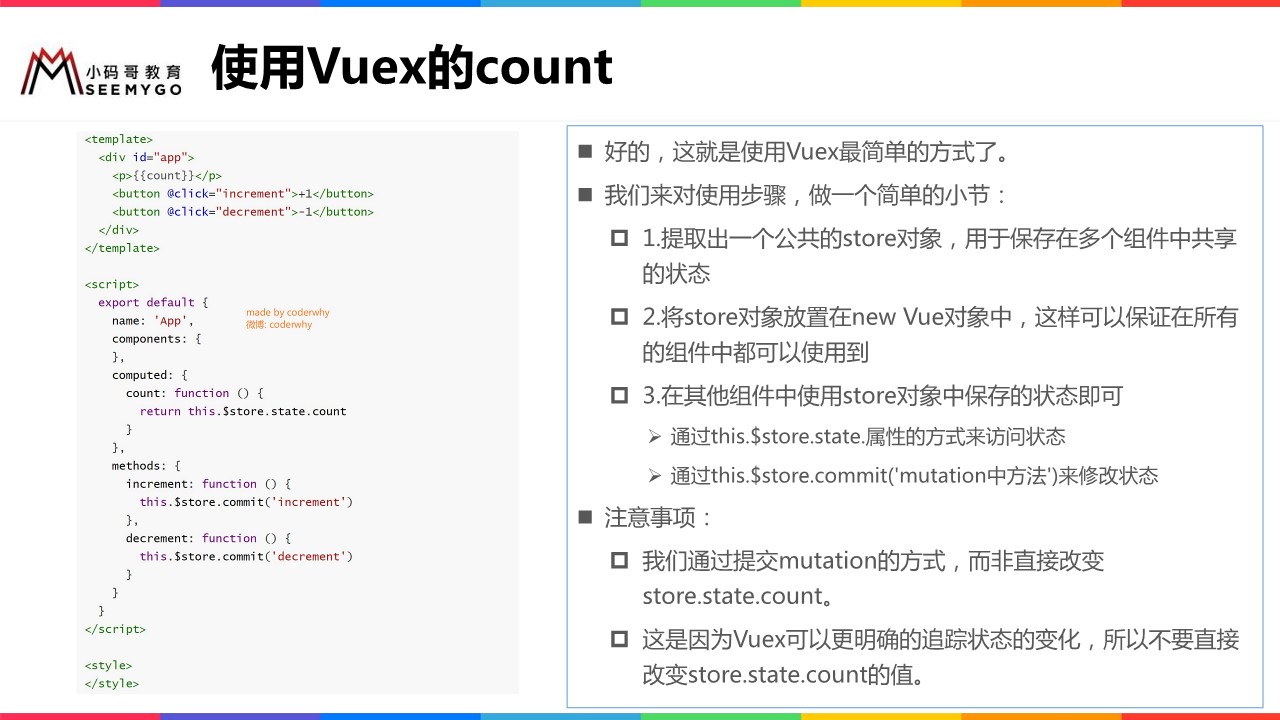 小码哥教育
SEEMYGO
使用Vuex的count
<template>
  <div id="app">
    <p>{{count}}</p>
    <button @click="increment">+1</button>
    <button @click="decrement">-1</button>
  </div>
</template>
<script>
  export default {
    name: 'App',
    components: {
    },
    computed: {
      count: function () {
        return this.$store.state.count
      }
    },
    methods: {
      increment: function () {
        this.$store.commit('increment')
      },
      decrement: function () {
        this.$store.commit('decrement')
      }
    }
  }
</script>
<style>
</style>
made by coderwhy
微博: coderwhy
好的，这就是使用Vuex最简单的方式了。
我们来对使用步骤，做一个简单的小节：
1.提取出一个公共的store对象，用于保存在多个组件中共享
的状态
2.将store对象放置在new Vue对象中，这样可以保证在所有
的组件中都可以使用到
3.在其他组件中使用store对象中保存的状态即可
通过this.$store.state.属性的方式来访问状态
通过this.$store.commit('mutation中方法')来修改状态
注意事项：
我们通过提交mutation的方式，而非直接改变
store.state.count。
这是因为Vuex可以更明确的追踪状态的变化，所以不要直接
改变store.state.count的值。